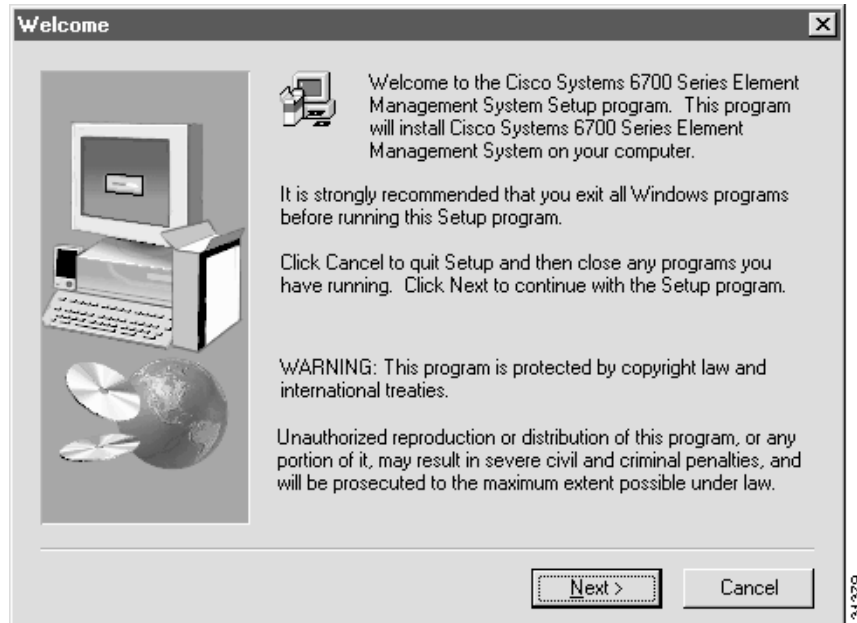 Welcome
Welcome to the Cisco Systems 6700 Series Element
Management System Setup program. This program
will install Cisco Systems 6700 Series Element
Management System on your computer.
It is strongly recommended that you exit all Windows programs
before running this Setup program.
Click Cancel to quit Setup and then close any programs you
have running. Click Next to continue with the Setup program.
WARNING: This program is protected by copyright law and
international treaties.
Unauthorized reproduction or distribution of this program, or any
portion of it, may result in severe civil and criminal penalties, and
will be prosecuted to the maximum extent possible under law.
Next >
Cancel